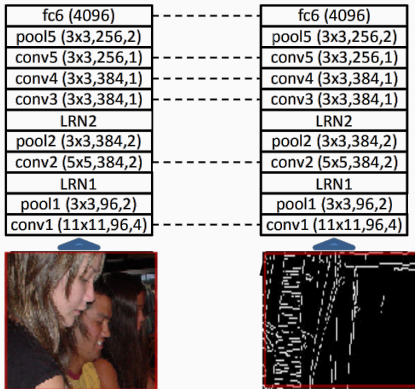 fc6 (4096)
pool5 (3x3,256,2)
conv5 (3x3,256,1)
conv4 (3x3,384,1)
conv3 (3x3,384,1)
LRN2
pool2 (3x3,384,2)
conv2 (5x5,384,2)
LRN1
pool1 (3x3,96,2)
conv1 (11x11,96,4)
fc6 (4096)
pool5 (3x3,256,2)
conv5 (3x3,256,1)
conv4 (3x3,384,1)
conv3 (3x3,384,1)
LRN2
pool2 (3x3,384,2)
conv2 (5x5,384,2)
LRN1
pool1 (3x3,96,2)
conv1 (11x11,96,4)